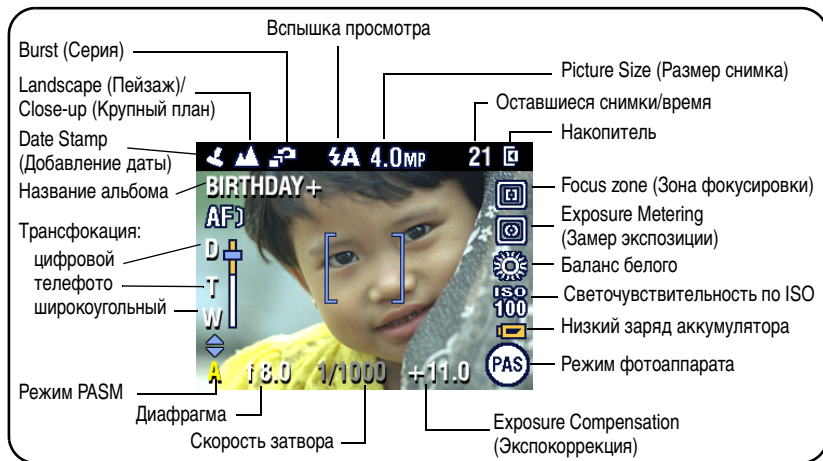 Вспышка просмотра
Burst (Серия)
Landscape (Пейзаж)/
Close-up (Крупный план)
Date Stamp
(Добавление даты)
Название альбома
Трансфокация:
цифровой
телефото
широкоугольный
Режим PASM
Диафрагма
Скорость затвора
Picture Size (Размер снимка)
Оставшиеся снимки/время
Накопитель
Focus zone (Зона фокусировки)
Exposure Metering
(Замер экспозиции)
Баланс белого
Светочувствительность по ISO
Низкий заряд аккумулятора
Режим фотоаппарата
Exposure Compensation
(Экспокоррекция)
A 4.0MP 21
BIRTHDAY+
AF)
D
T
W
ISO
100
PAS
A f 8.0 1/1000 +11.0